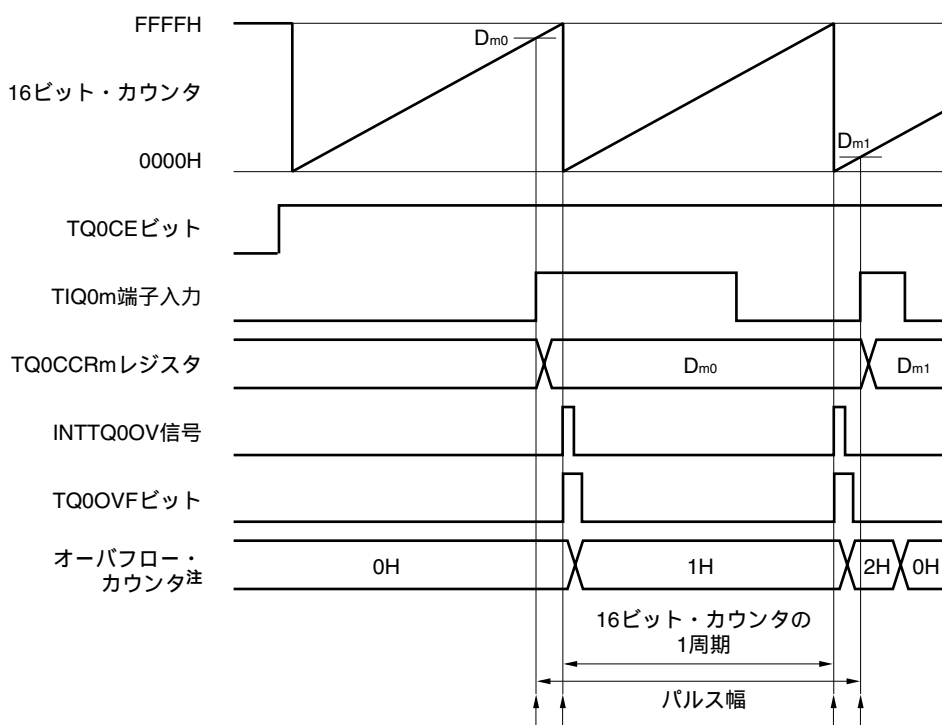 FFFFH
Dm0
16ビット・カウンタ
Dm1
0000H
TQ0CEビット
TIQ0m端子入力
TQ0CCRmレジスタ
Dm0
Dm1
INTTQ0OV信号
TQ0OVFビット
オーバフロー・
カウンタ注
0H
1H
2H
0H
16ビット・カウンタの
1周期
パルス幅